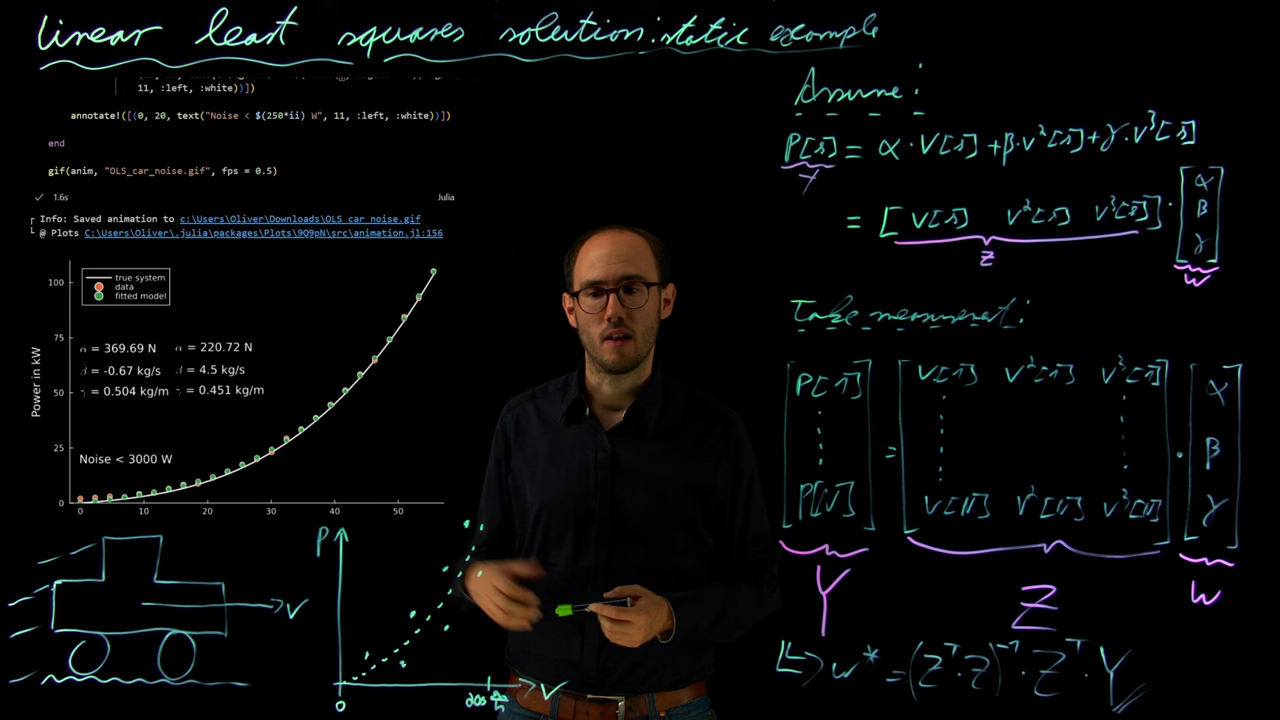 linear least squares solution: static example
11, :left, :white))])
annotate!([(0, 20, text("Noise < $(250*ii) W", 11, :left, :white))])
end
gif(anim, "OLS_car_noise.gif", fps = 0.5)
✓ 1.6s Julia
┌ Info: Saved animation to c:\Users\Oliver\Downloads\OLS_car_noise.gif
└ @ Plots C:\Users\Oliver\.julia\packages\Plots\9Q9pN\src\animation.jl:156
100
75
50
25
0
Power in kW
true system
data
fitted model
α = 369.69 N α = 220.72 N
β = -0.67 kg/s β = 4.5 kg/s
γ = 0.504 kg/m γ = 0.451 kg/m
Noise < 3000 W
0 10 20 30 40 50
V
P
0
V
Assume:
P[s] = α · V[s] + β · v²[s] + γ · v³[s]
Y
= [ V[s] v²[s] v³[s] ] · [ α
β
γ ]
Z
W
Take measurement:
P[1] V[1] V²[1] V³[1] α
= · β
P[N] V[N] V²[N] V³[N] γ
Y Z W
↳ w* = (Zᵀ · Z)⁻¹ · Zᵀ · Y